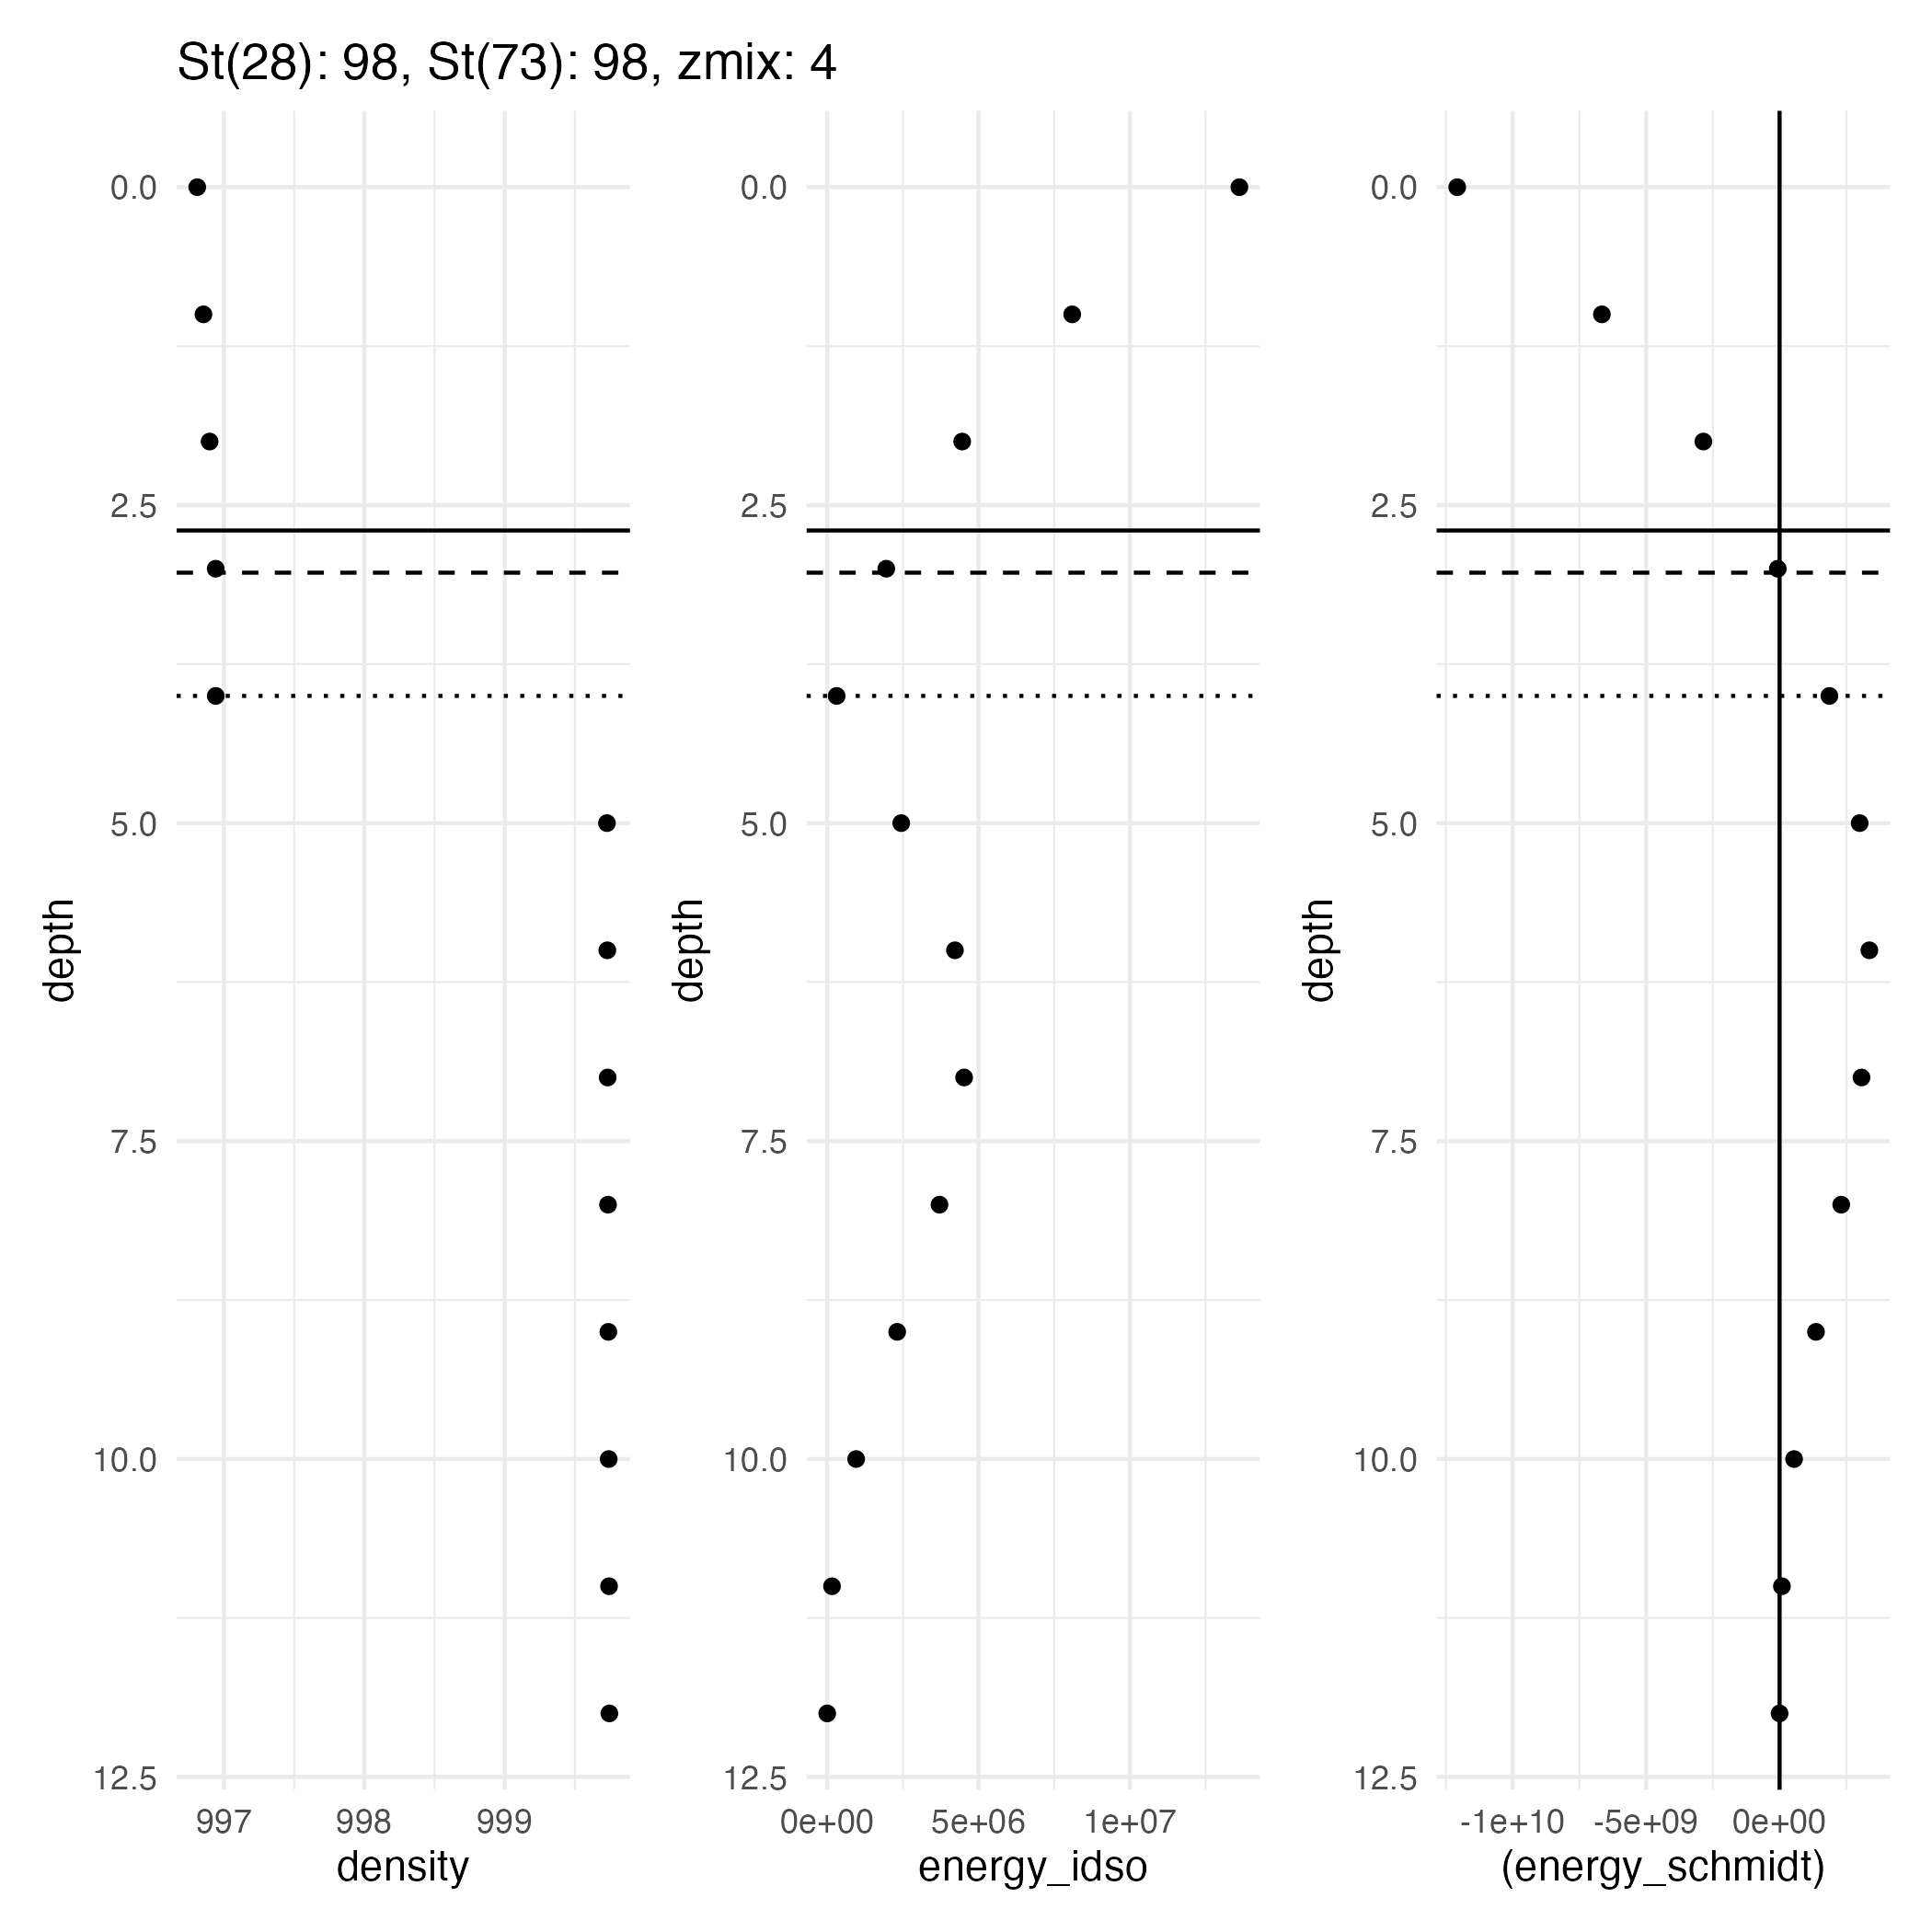 St(28): 98, St(73): 98, zmix: 4
0.0
2.5
5.0
7.5
10.0
12.5
depth
997 998 999
density
0.0
2.5
5.0
7.5
10.0
12.5
depth
0e+00 5e+06 1e+07
energy_idso
0.0
2.5
5.0
7.5
10.0
12.5
depth
-1e+10 -5e+09 0e+00
(energy_schmidt)